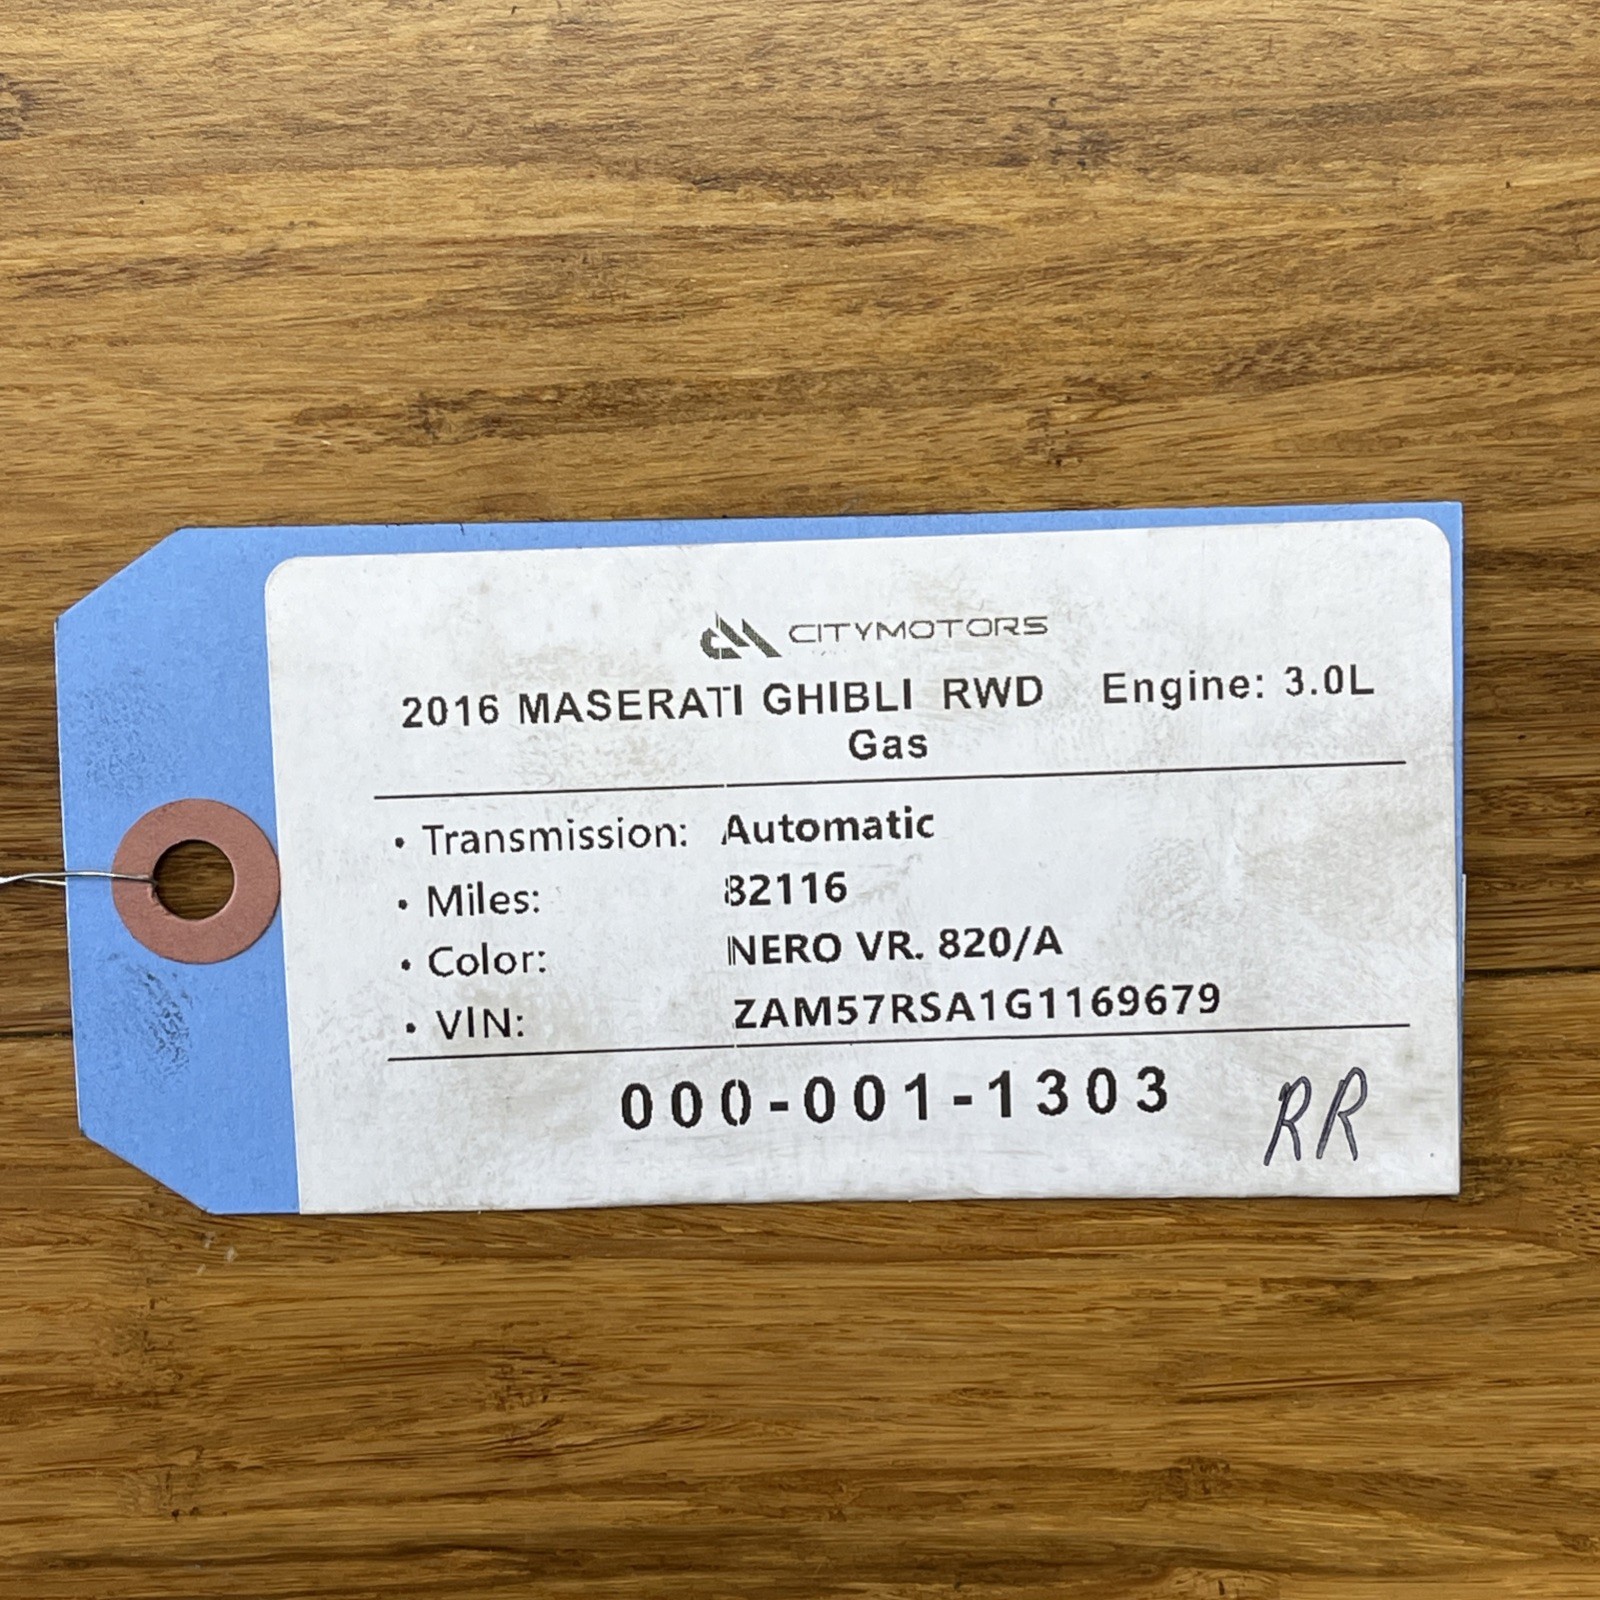 CITYMOTORS
2016 MASERATI GHIBLI RWD Engine: 3.0L
Gas
• Transmission: Automatic
• Miles: 82116
• Color: NERO VR. 820/A
• VIN: ZAM57RSA1G1169679
000-001-1303 RR